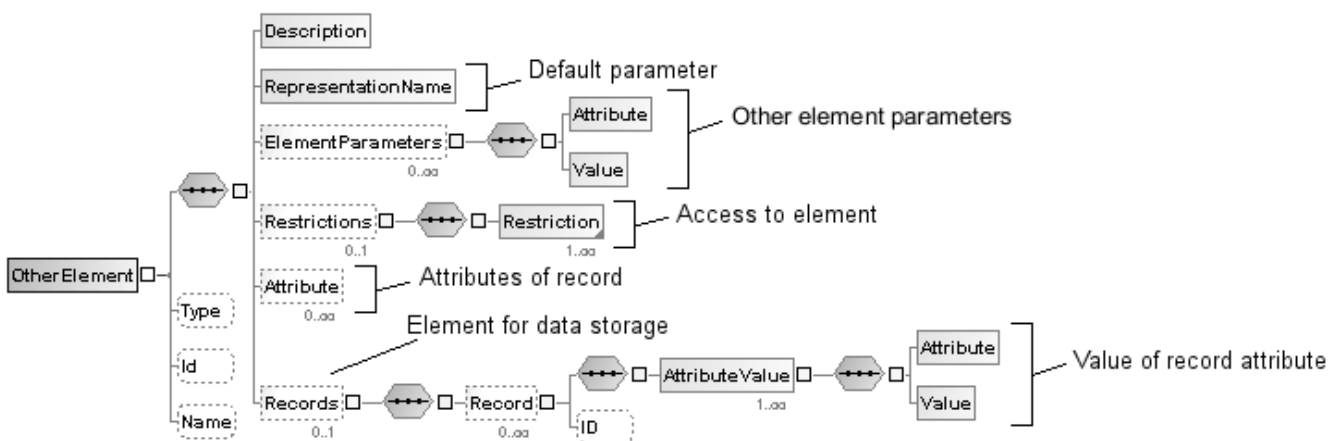 Description
RepresentationName
Default parameter
ElementParameters
0..∞
Attribute
Value
Other element parameters
Restrictions
0..1
Restriction
1..∞
Access to element
OtherElement
Attribute
0..∞
Attributes of record
Type
Id
Name
Element for data storage
Records
0..1
Record
0..∞
AttributeValue
1..∞
ID
Attribute
Value
Value of record attribute